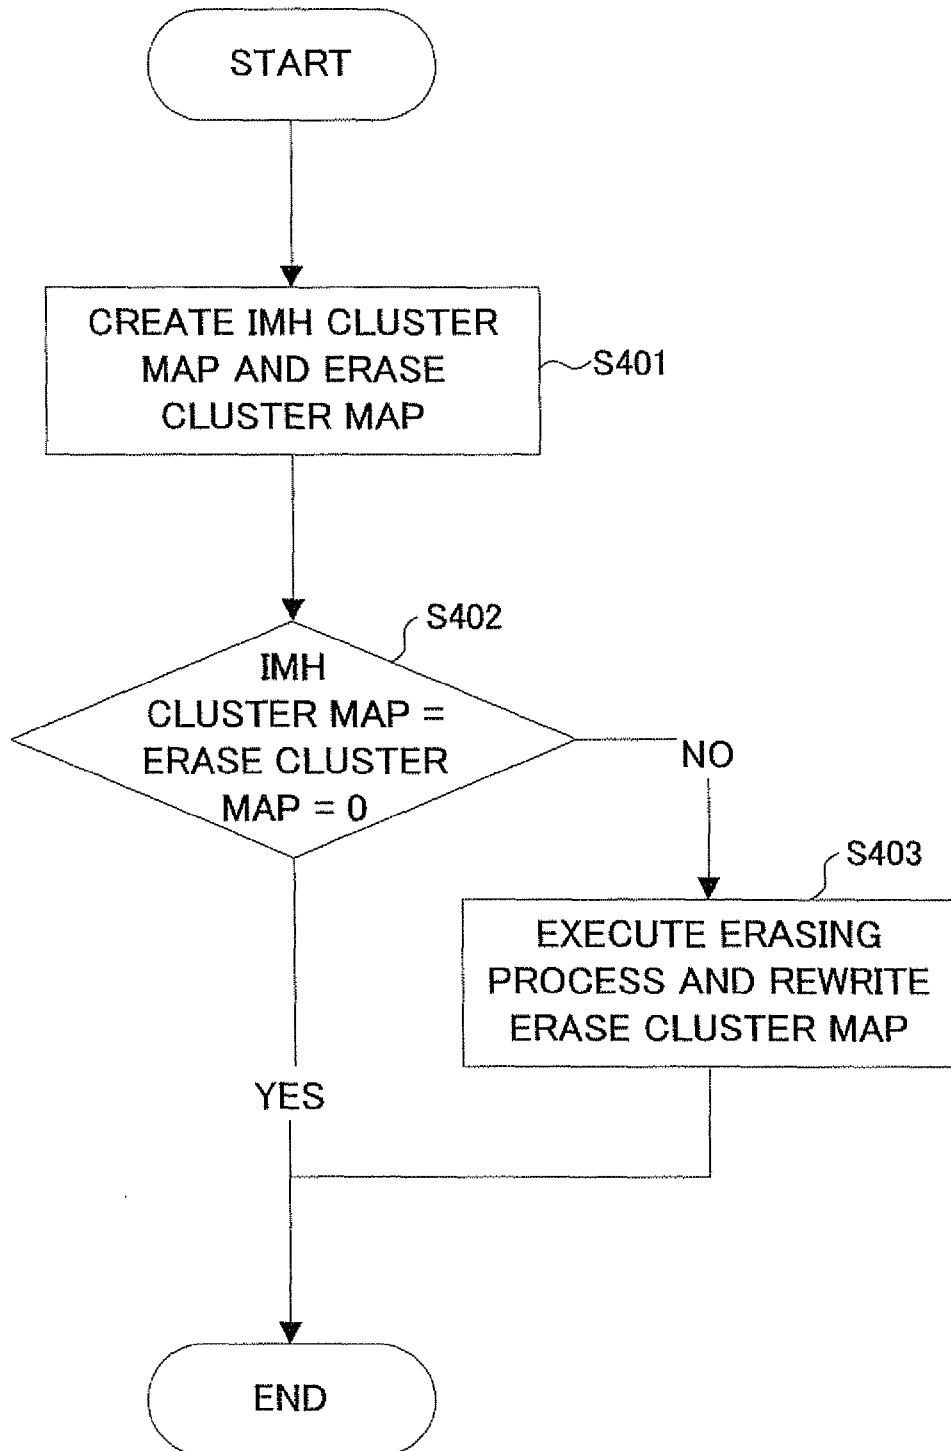 START
CREATE IMH CLUSTER
MAP AND ERASE
CLUSTER MAP
S401
S402
IMH
CLUSTER MAP =
ERASE CLUSTER
MAP = 0
NO
S403
EXECUTE ERASING
PROCESS AND REWRITE
ERASE CLUSTER MAP
YES
END